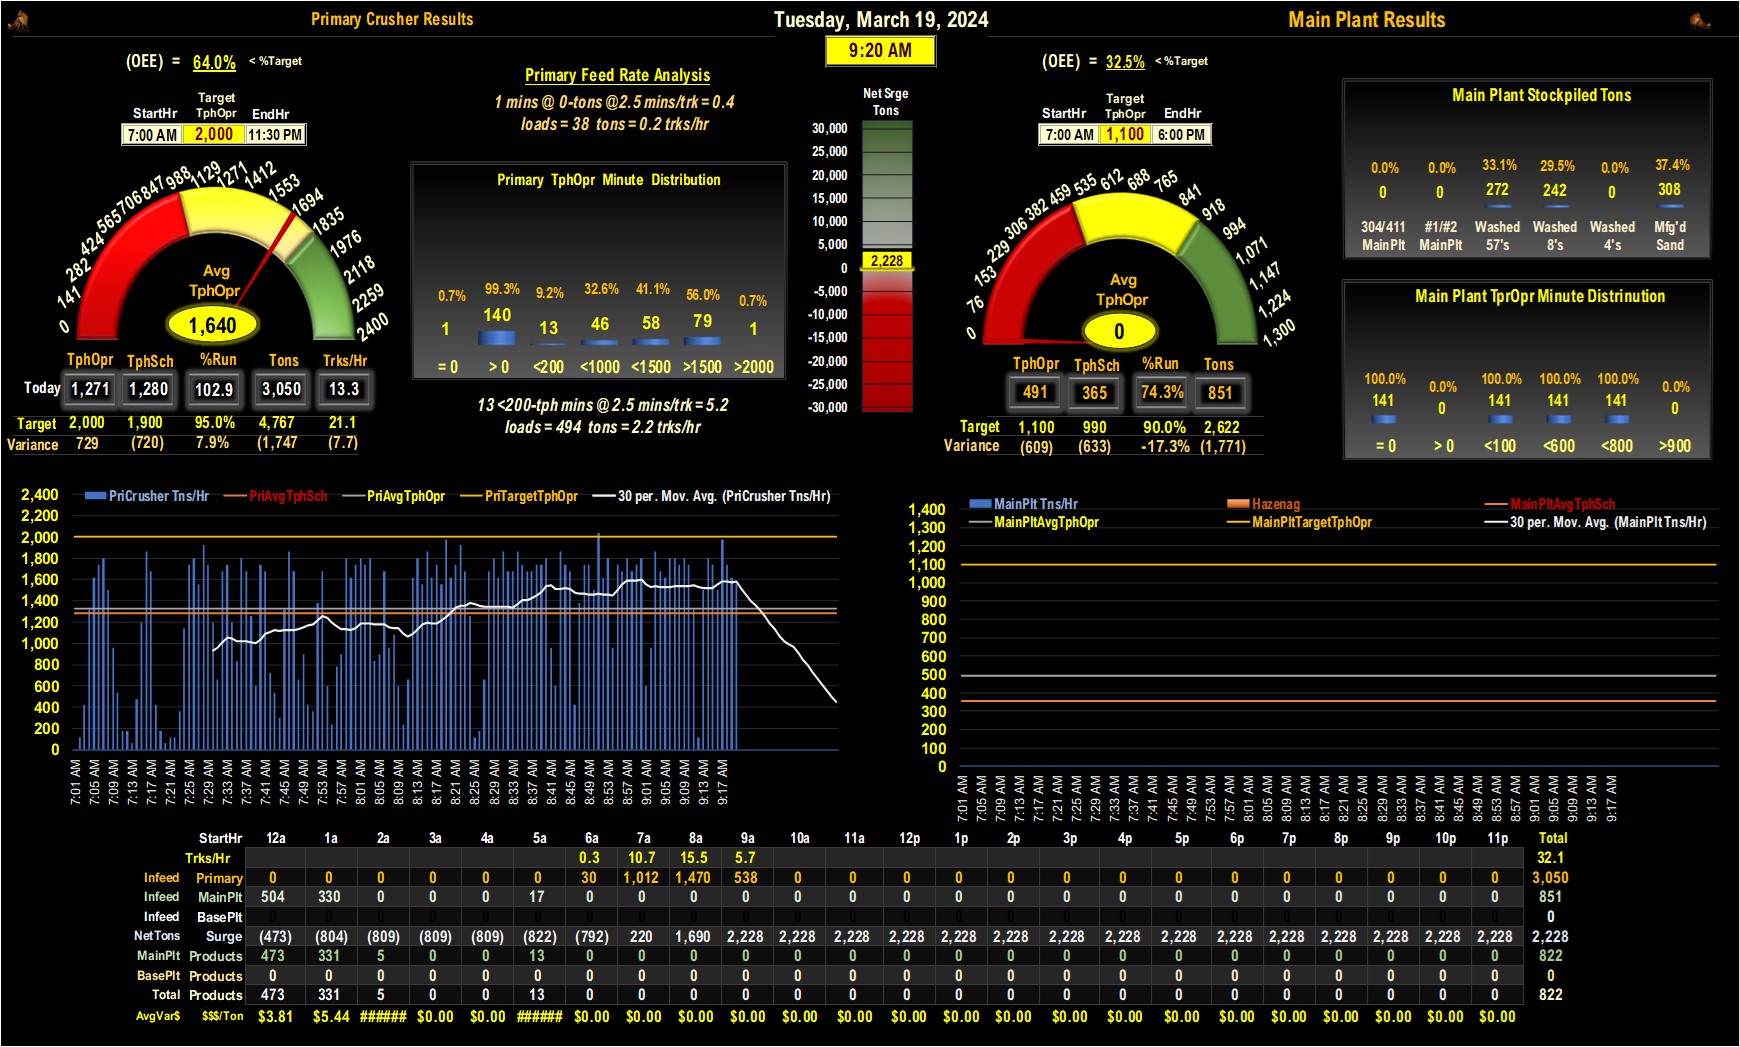 Primary Crusher Results
Tuesday, March 19, 2024
Main Plant Results
9:20 AM
(OEE) = 64.0% < %Target
Target
StartHr TphOpr EndHr
7:00 AM 2,000 11:30 PM
0 141 282 424 565 706 847 988 1129 1271 1412 1553 1694 1835 1976 2118 2259 2400
Avg
TphOpr
1,640
TphOpr TphSch %Run Tons Trks/Hr
Today 1,271 1,280 102.9 3,050 13.3
Target 2,000 1,900 95.0% 4,767 21.1
Variance 729 (720) 7.9% (1,747 (7.7)
Primary Feed Rate Analysis
1 mins @ 0-tons @2.5 mins/trk = 0.4
loads = 38 tons = 0.2 trks/hr
Primary TphOpr Minute Distribution
0.7% 99.3% 9.2% 32.6% 41.1% 56.0% 0.7%
1 140 13 46 58 79 1
= 0 > 0 <200 <1000 <1500 >1500 >2000
13 <200-tph mins @ 2.5 mins/trk = 5.2
loads = 494 tons = 2.2 trks/hr
Net Srge
Tons
30,000
25,000
20,000
15,000
10,000
5,000
2,228
0
-5,000
-10,000
-15,000
-20,000
-25,000
-30,000
(OEE) = 32.5% < %Target
Target
StartHr TphOpr EndHr
7:00 AM 1,100 6:00 PM
0 76 153 229 306 382 459 535 612 688 765 841 918 994 1,071 1,147 1,224 1,300
Avg
TphOpr
0
TphOpr TphSch %Run Tons
491 365 74.3% 851
Target 1,100 990 90.0% 2,622
Variance (609) (633) -17.3% (1,771)
Main Plant Stockpiled Tons
0.0% 0.0% 33.1% 29.5% 0.0% 37.4%
0 0 272 242 0 308
304/411 #1/#2 Washed Washed Washed Mfg'd
MainPlt MainPlt 57's 8's 4's Sand
Main Plant TprOpr Minute Distrinution
100.0% 0.0% 100.0% 100.0% 100.0% 0.0%
141 0 141 141 141 0
= 0 > 0 <100 <600 <800 >900
PriCrusher Tns/Hr PriAvgTphSch PriAvgTphOpr PriTargetTphOpr 30 per. Mov. Avg. (PriCrusher Tns/Hr)
2,400
2,200
2,000
1,800
1,600
1,400
1,200
1,000
800
600
400
200
0
7:01 AM 7:05 AM 7:09 AM 7:13 AM 7:17 AM 7:21 AM 7:25 AM 7:29 AM 7:33 AM 7:37 AM 7:41 AM 7:45 AM 7:49 AM 7:53 AM 7:57 AM 8:01 AM 8:05 AM 8:09 AM 8:13 AM 8:17 AM 8:21 AM 8:25 AM 8:29 AM 8:33 AM 8:37 AM 8:41 AM 8:45 AM 8:49 AM 8:53 AM 8:57 AM 9:01 AM 9:05 AM 9:09 AM 9:13 AM 9:17 AM
MainPlt Tns/Hr Hazenag MainPltAvgTphSch
MainPltAvgTphOpr MainPltTargetTphOpr 30 per. Mov. Avg. (MainPlt Tns/Hr)
1,400
1,300
1,200
1,100
1,000
900
800
700
600
500
400
300
200
100
0
7:01 AM 7:05 AM 7:09 AM 7:13 AM 7:17 AM 7:21 AM 7:25 AM 7:29 AM 7:33 AM 7:37 AM 7:41 AM 7:45 AM 7:49 AM 7:53 AM 7:57 AM 8:01 AM 8:05 AM 8:09 AM 8:13 AM 8:17 AM 8:21 AM 8:25 AM 8:29 AM 8:33 AM 8:37 AM 8:41 AM 8:45 AM 8:49 AM 8:53 AM 8:57 AM 9:01 AM 9:05 AM 9:09 AM 9:13 AM 9:17 AM
StartHr 12a 1a 2a 3a 4a 5a 6a 7a 8a 9a 10a 11a 12p 1p 2p 3p 4p 5p 6p 7p 8p 9p 10p 11p Total
Trks/Hr 0.3 10.7 15.5 5.7 32.1
Infeed Primary 0 0 0 0 0 0 30 1,012 1,470 538 0 0 0 0 0 0 0 0 0 0 0 0 0 0 3,050
Infeed MainPlt 504 330 0 0 0 17 0 0 0 0 0 0 0 0 0 0 0 0 0 0 0 0 0 0 851
Infeed BasePlt 0 0 0 0 0 0 0 0 0 0 0 0 0 0 0 0 0 0 0 0 0 0 0 0 0
NetTons Surge (473) (804) (809) (809) (809) (822) (792) 220 1,690 2,228 2,228 2,228 2,228 2,228 2,228 2,228 2,228 2,228 2,228 2,228 2,228 2,228 2,228 2,228 2,228
MainPlt Products 473 331 5 0 0 13 0 0 0 0 0 0 0 0 0 0 0 0 0 0 0 0 0 0 822
BasePlt Products 0 0 0 0 0 0 0 0 0 0 0 0 0 0 0 0 0 0 0 0 0 0 0 0 0
Total Products 473 331 5 0 0 13 0 0 0 0 0 0 0 0 0 0 0 0 0 0 0 0 0 0 822
AvgVar$ $$$/Ton $3.81 $5.44 ###### $0.00 $0.00 ###### $0.00 $0.00 $0.00 $0.00 $0.00 $0.00 $0.00 $0.00 $0.00 $0.00 $0.00 $0.00 $0.00 $0.00 $0.00 $0.00 $0.00 $0.00